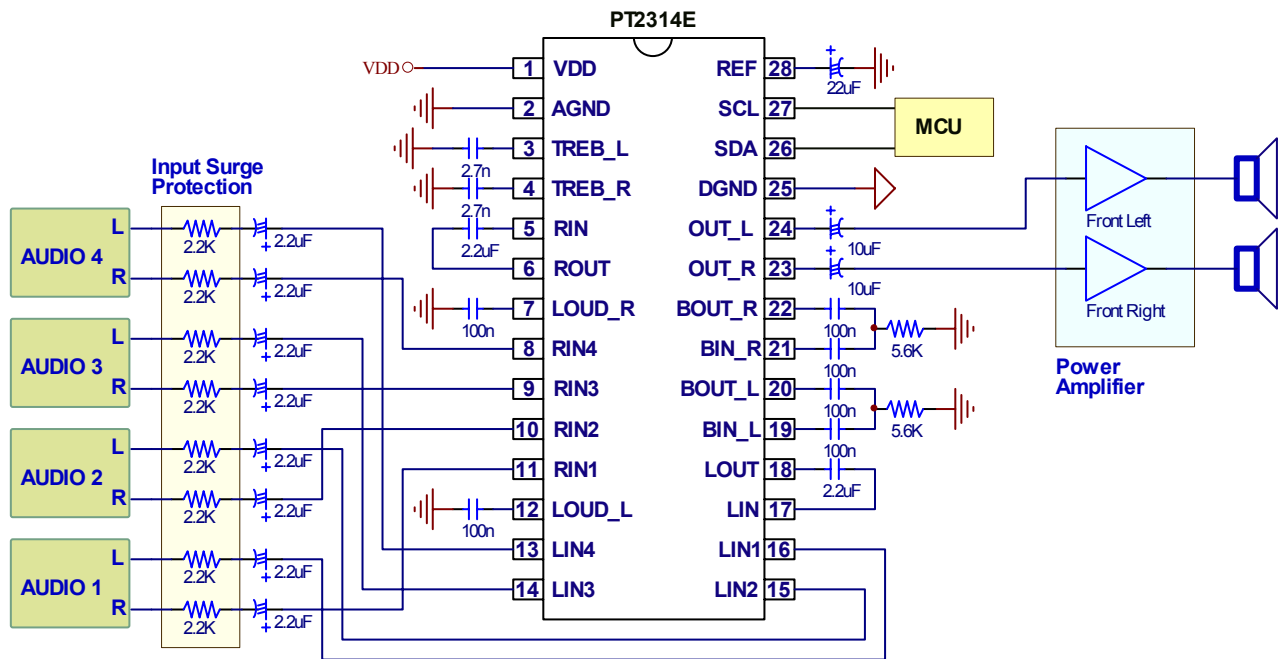 PT2314E
VDD
1 VDD
2 AGND
3 TREB_L
2.7n
4 TREB_R
2.7n
5 RIN
2.2uF
6 ROUT
7 LOUD_R
100n
8 RIN4
9 RIN3
10 RIN2
11 RIN1
12 LOUD_L
100n
13 LIN4
14 LIN3
REF 28
22uF
SCL 27
SDA 26
MCU
DGND 25
OUT_L 24
10uF
OUT_R 23
10uF
BOUT_R 22
100n
BIN_R 21
100n
5.6K
BOUT_L 20
100n
BIN_L 19
100n
5.6K
LOUT 18
2.2uF
LIN 17
LIN1 16
LIN2 15
Input Surge
Protection
AUDIO 4
L
2.2K
2.2uF
R
2.2K
2.2uF
AUDIO 3
L
2.2K
2.2uF
R
2.2K
2.2uF
AUDIO 2
L
2.2K
2.2uF
R
2.2K
2.2uF
AUDIO 1
L
2.2K
2.2uF
R
2.2K
2.2uF
Front Left
Front Right
Power
Amplifier